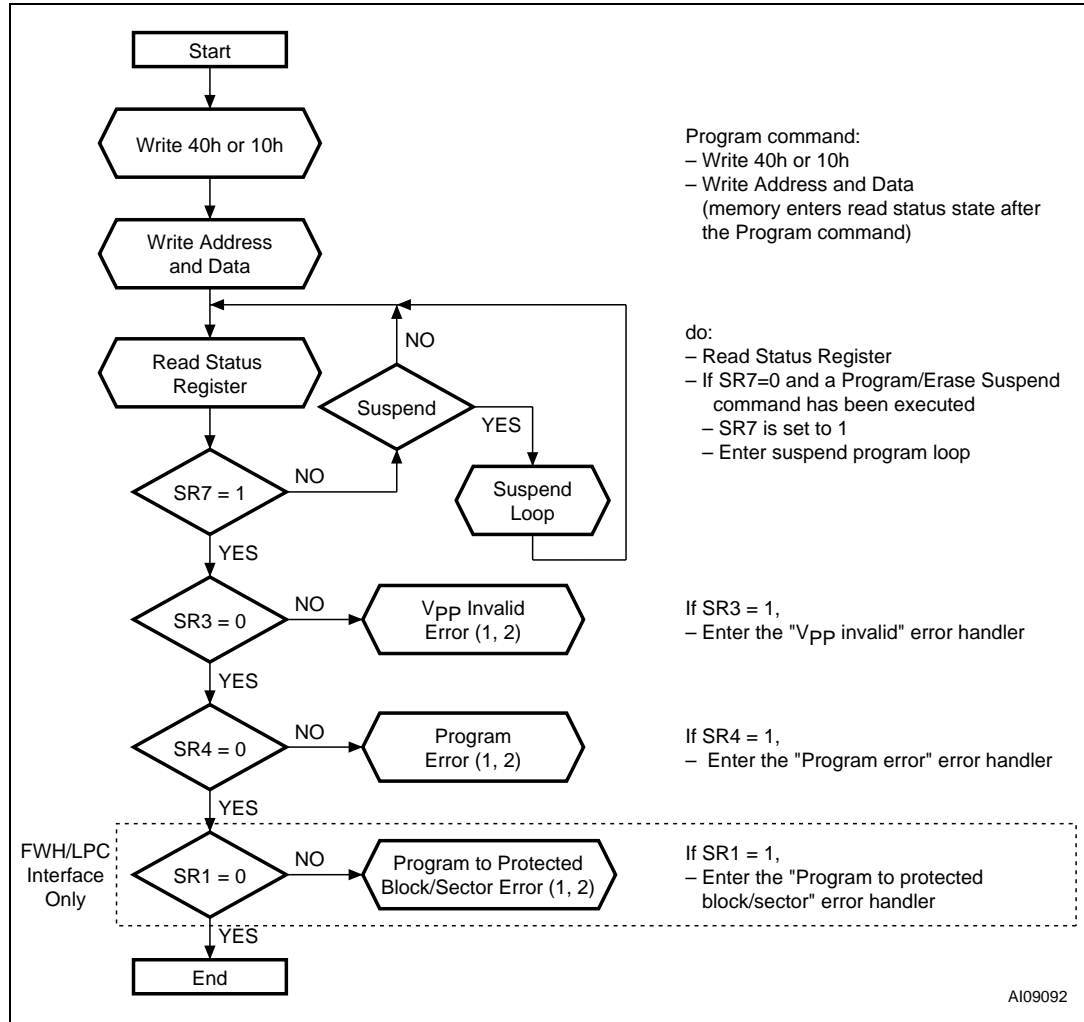 Start
Write 40h or 10h
Write Address
and Data
Program command:
– Write 40h or 10h
– Write Address and Data
(memory enters read status state after
the Program command)
Read Status
Register
NO
Suspend
YES
Suspend
Loop
SR7 = 1
NO
YES
do:
– Read Status Register
– If SR7=0 and a Program/Erase Suspend
command has been executed
– SR7 is set to 1
– Enter suspend program loop
SR3 = 0
NO
YES
VPP Invalid
Error (1, 2)
If SR3 = 1,
– Enter the "VPP invalid" error handler
SR4 = 0
NO
YES
Program
Error (1, 2)
If SR4 = 1,
– Enter the "Program error" error handler
FWH/LPC
Interface
Only
SR1 = 0
NO
YES
Program to Protected
Block/Sector Error (1, 2)
If SR1 = 1,
– Enter the "Program to protected
block/sector" error handler
End
AI09092